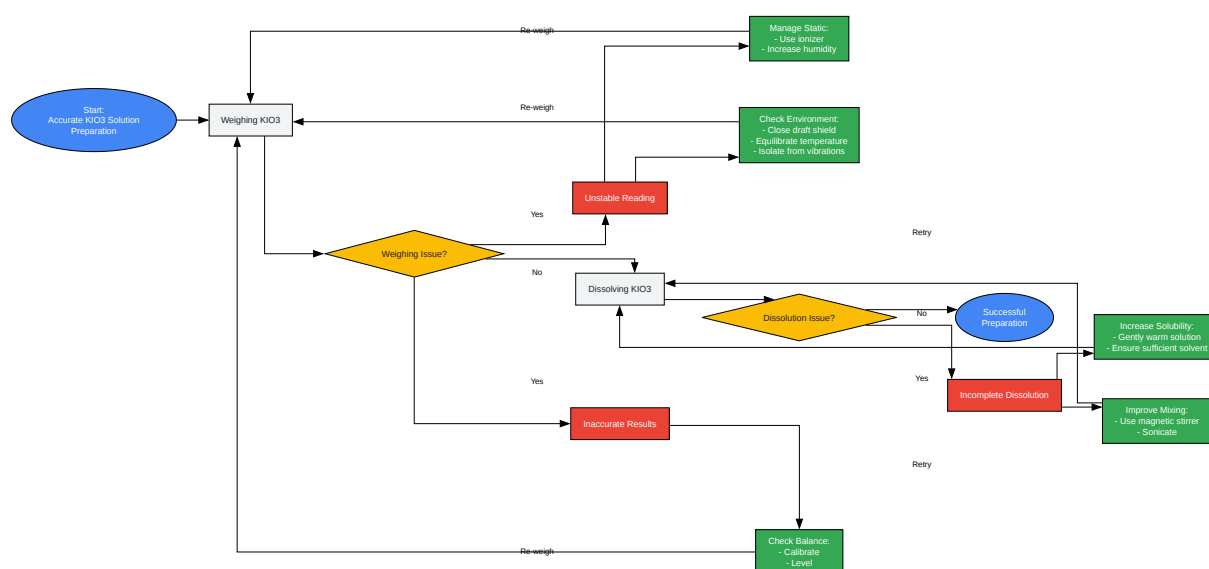 Manage Static:
- Use ionizer
- Increase humidity
Re-weigh
Start:
Accurate KIO3 Solution
Preparation
Weighing KIO3
Re-weigh
Check Environment:
- Close draft shield
- Equilibrate temperature
- Isolate from vibrations
Unstable Reading
Yes
Retry
Weighing Issue?
No
Dissolving KIO3
Dissolution Issue?
No
Successful
Preparation
Increase Solubility:
- Gently warm solution
- Ensure sufficient solvent
Yes
Yes
Incomplete Dissolution
Improve Mixing:
- Use magnetic stirrer
- Sonicate
Inaccurate Results
Retry
Check Balance:
- Calibrate
- Level
Re-weigh